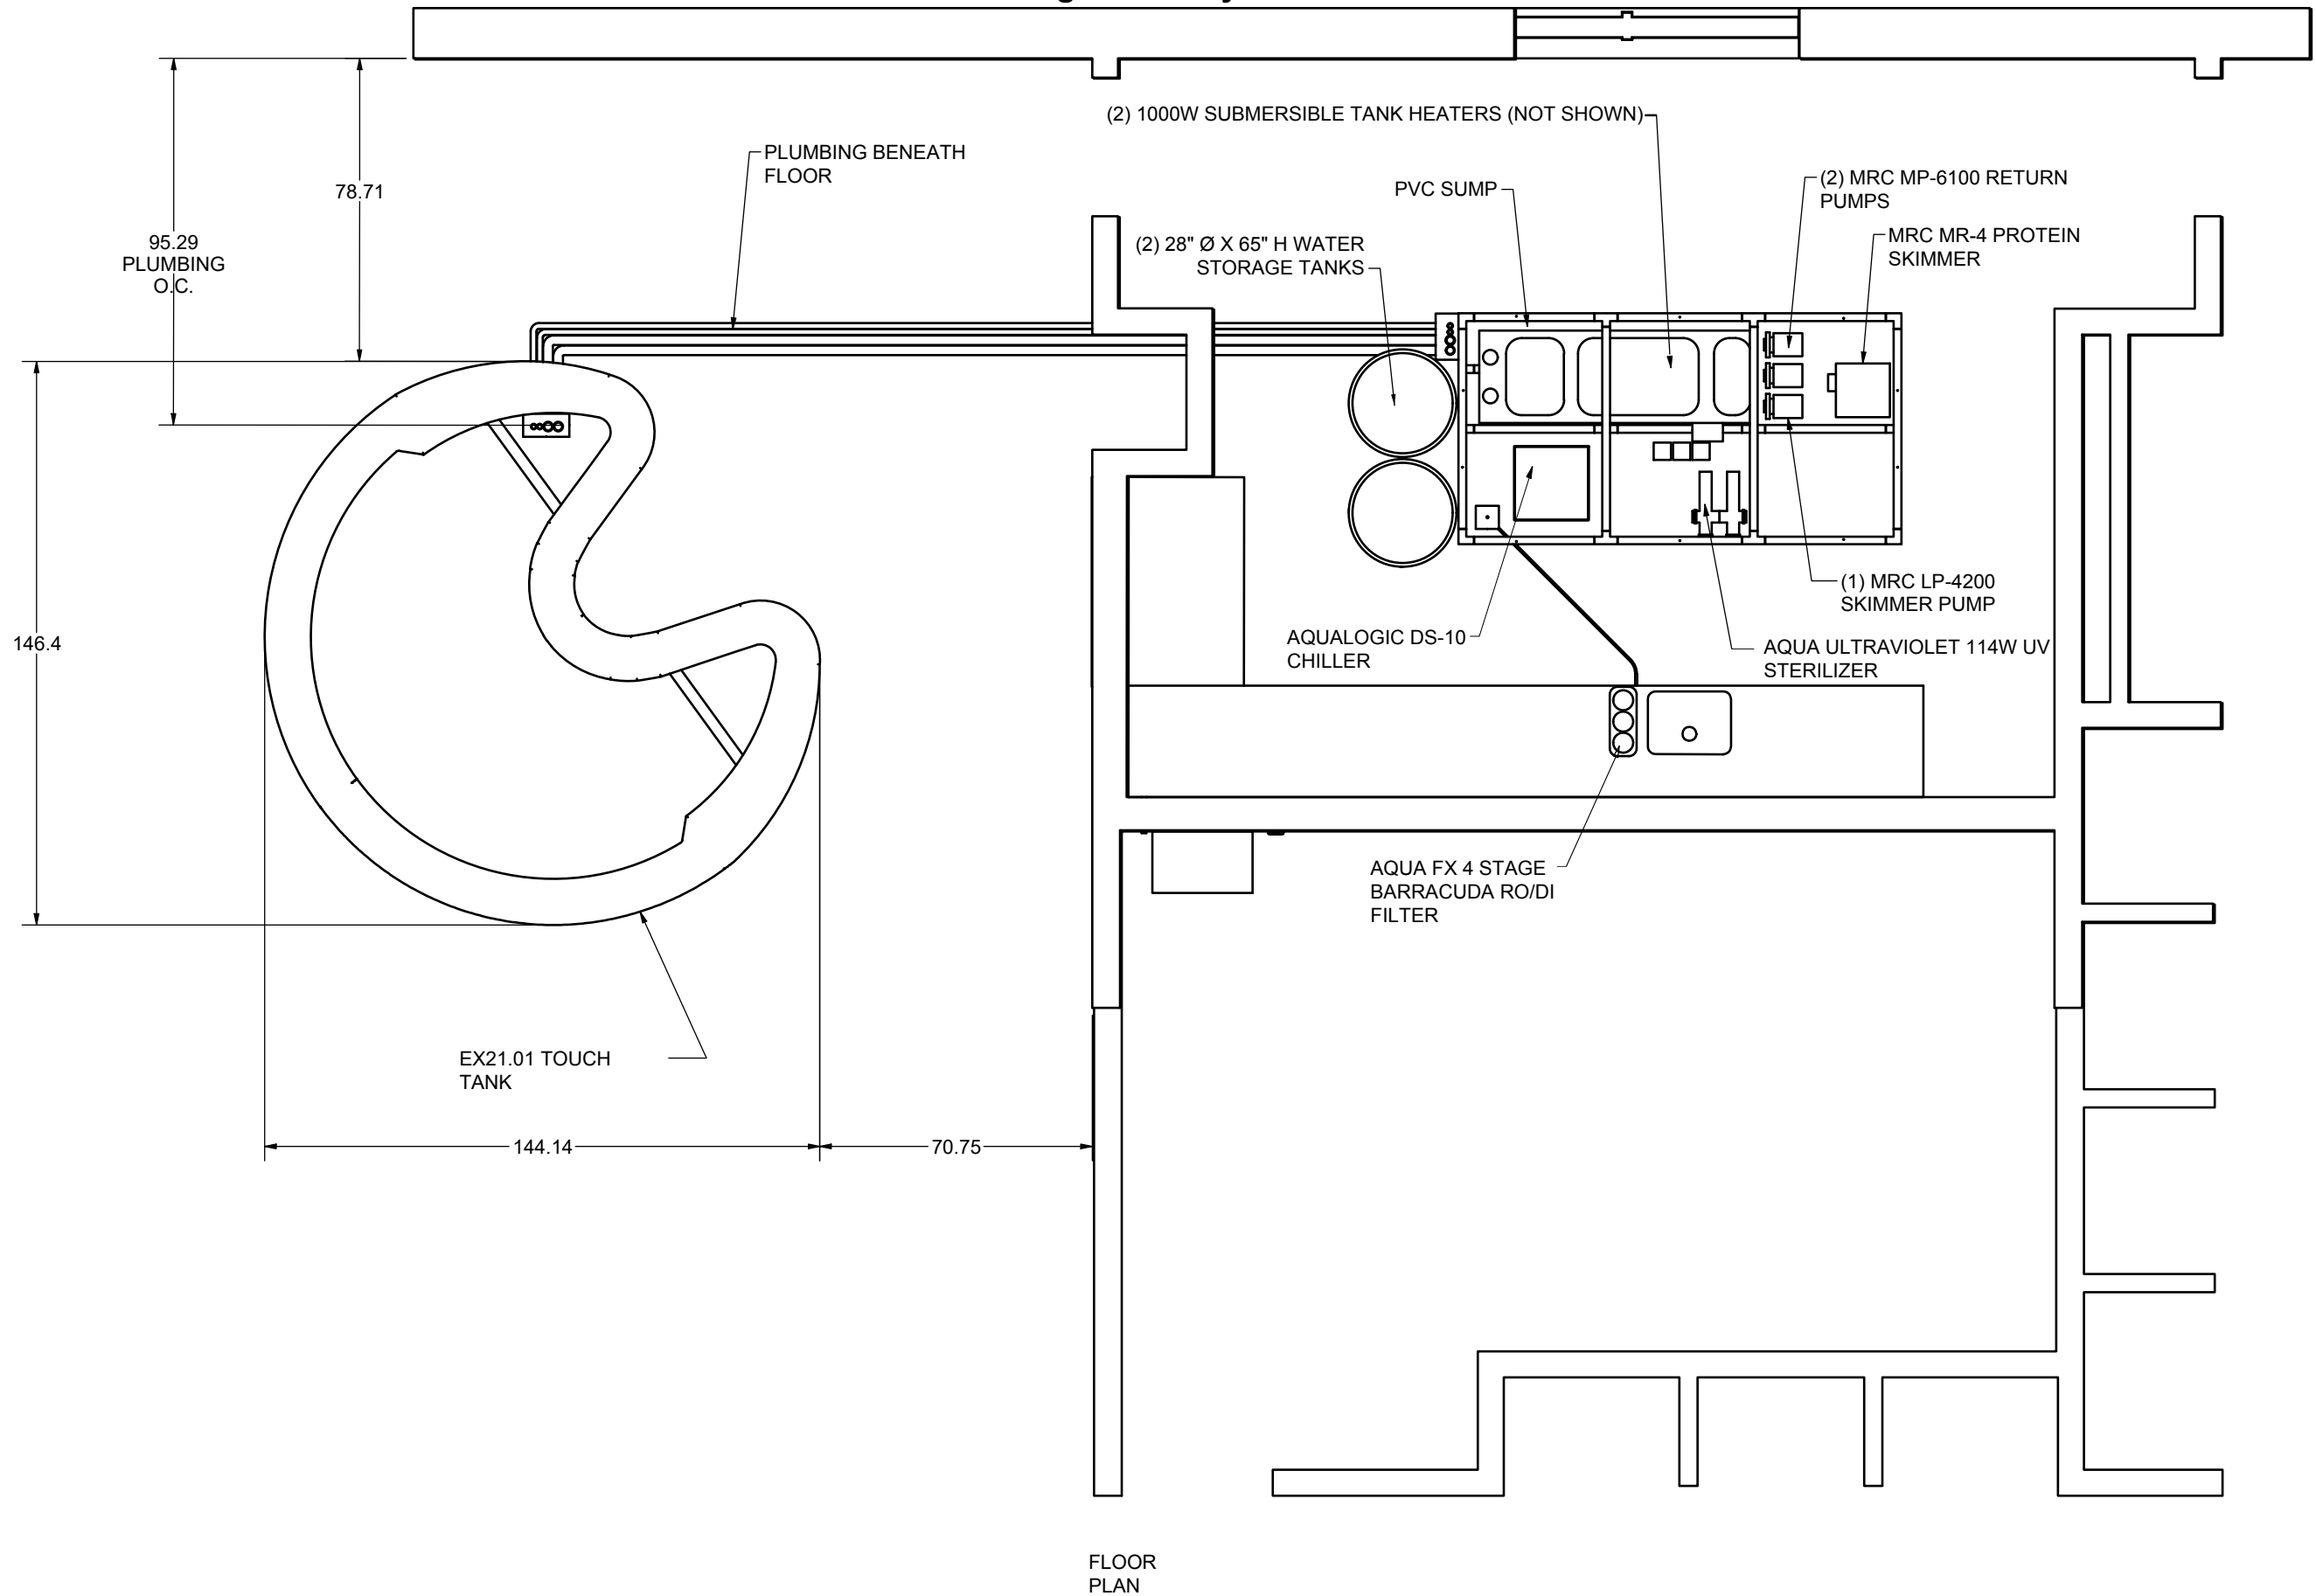 (2) 1000W SUBMERSIBLE TANK HEATERS (NOT SHOWN)
PLUMBING BENEATH
FLOOR
78.71
PVC SUMP
(2) MRC MP-6100 RETURN
PUMPS
95.29
PLUMBING
O.C.
(2) 28" Ø X 65" H WATER
STORAGE TANKS
MRC MR-4 PROTEIN
SKIMMER
146.4
(1) MRC LP-4200
SKIMMER PUMP
AQUALOGIC DS-10
CHILLER
AQUA ULTRAVIOLET 114W UV
STERILIZER
AQUA FX 4 STAGE
BARRACUDA RO/DI
FILTER
EX21.01 TOUCH
TANK
144.14
70.75
FLOOR
PLAN